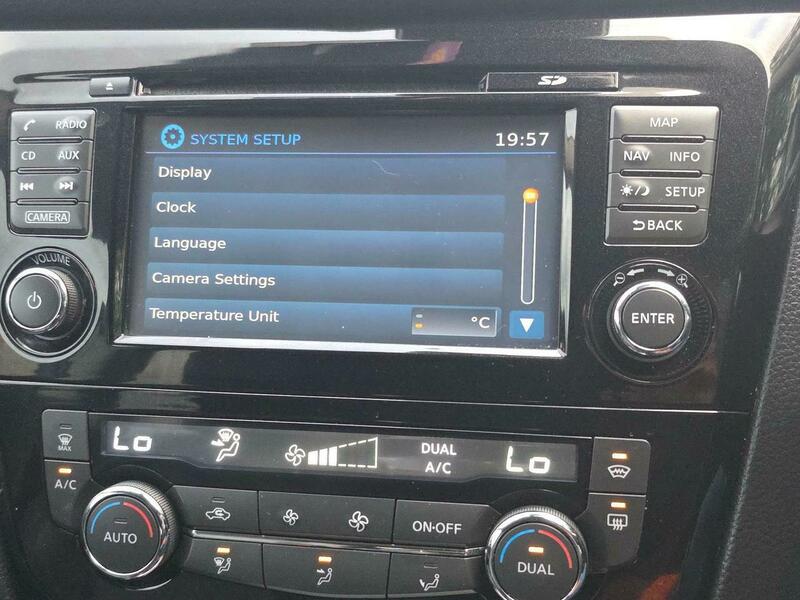 SD
RADIO
CD AUX
CAMERA
VOLUME
SYSTEM SETUP 19:57
Display
Clock
Language
Camera Settings
Temperature Unit °C
MAP
NAV INFO
SETUP
BACK
ENTER
MAX
A/C
Lo
DUAL
A/C
Lo
AUTO
ON·OFF
DUAL